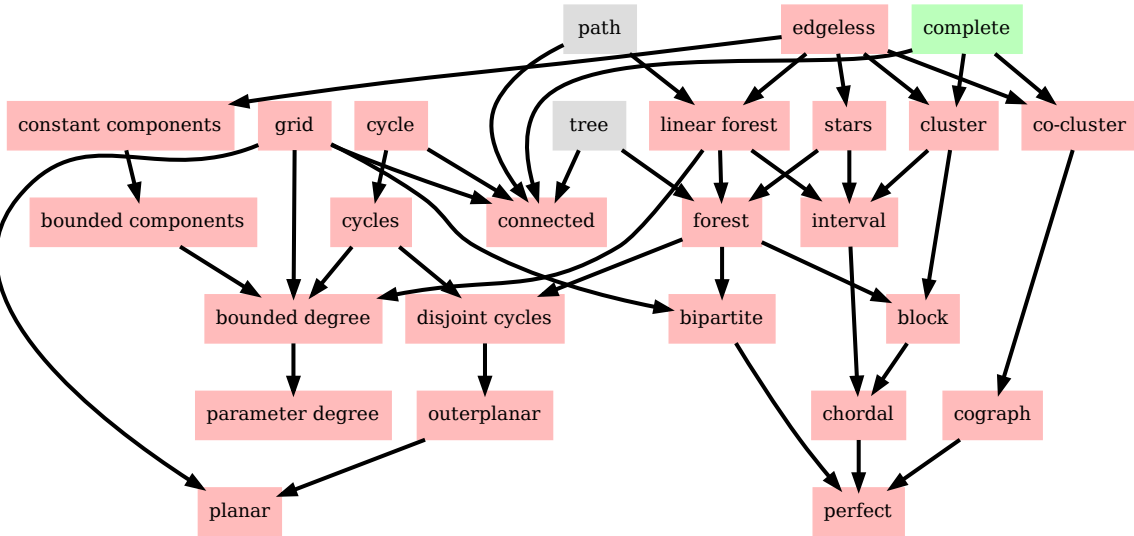 path
edgeless
complete
constant components
grid
cycle
tree
linear forest
stars
cluster
co-cluster
bounded components
cycles
connected
forest
interval
bounded degree
disjoint cycles
bipartite
block
parameter degree
outerplanar
chordal
cograph
planar
perfect